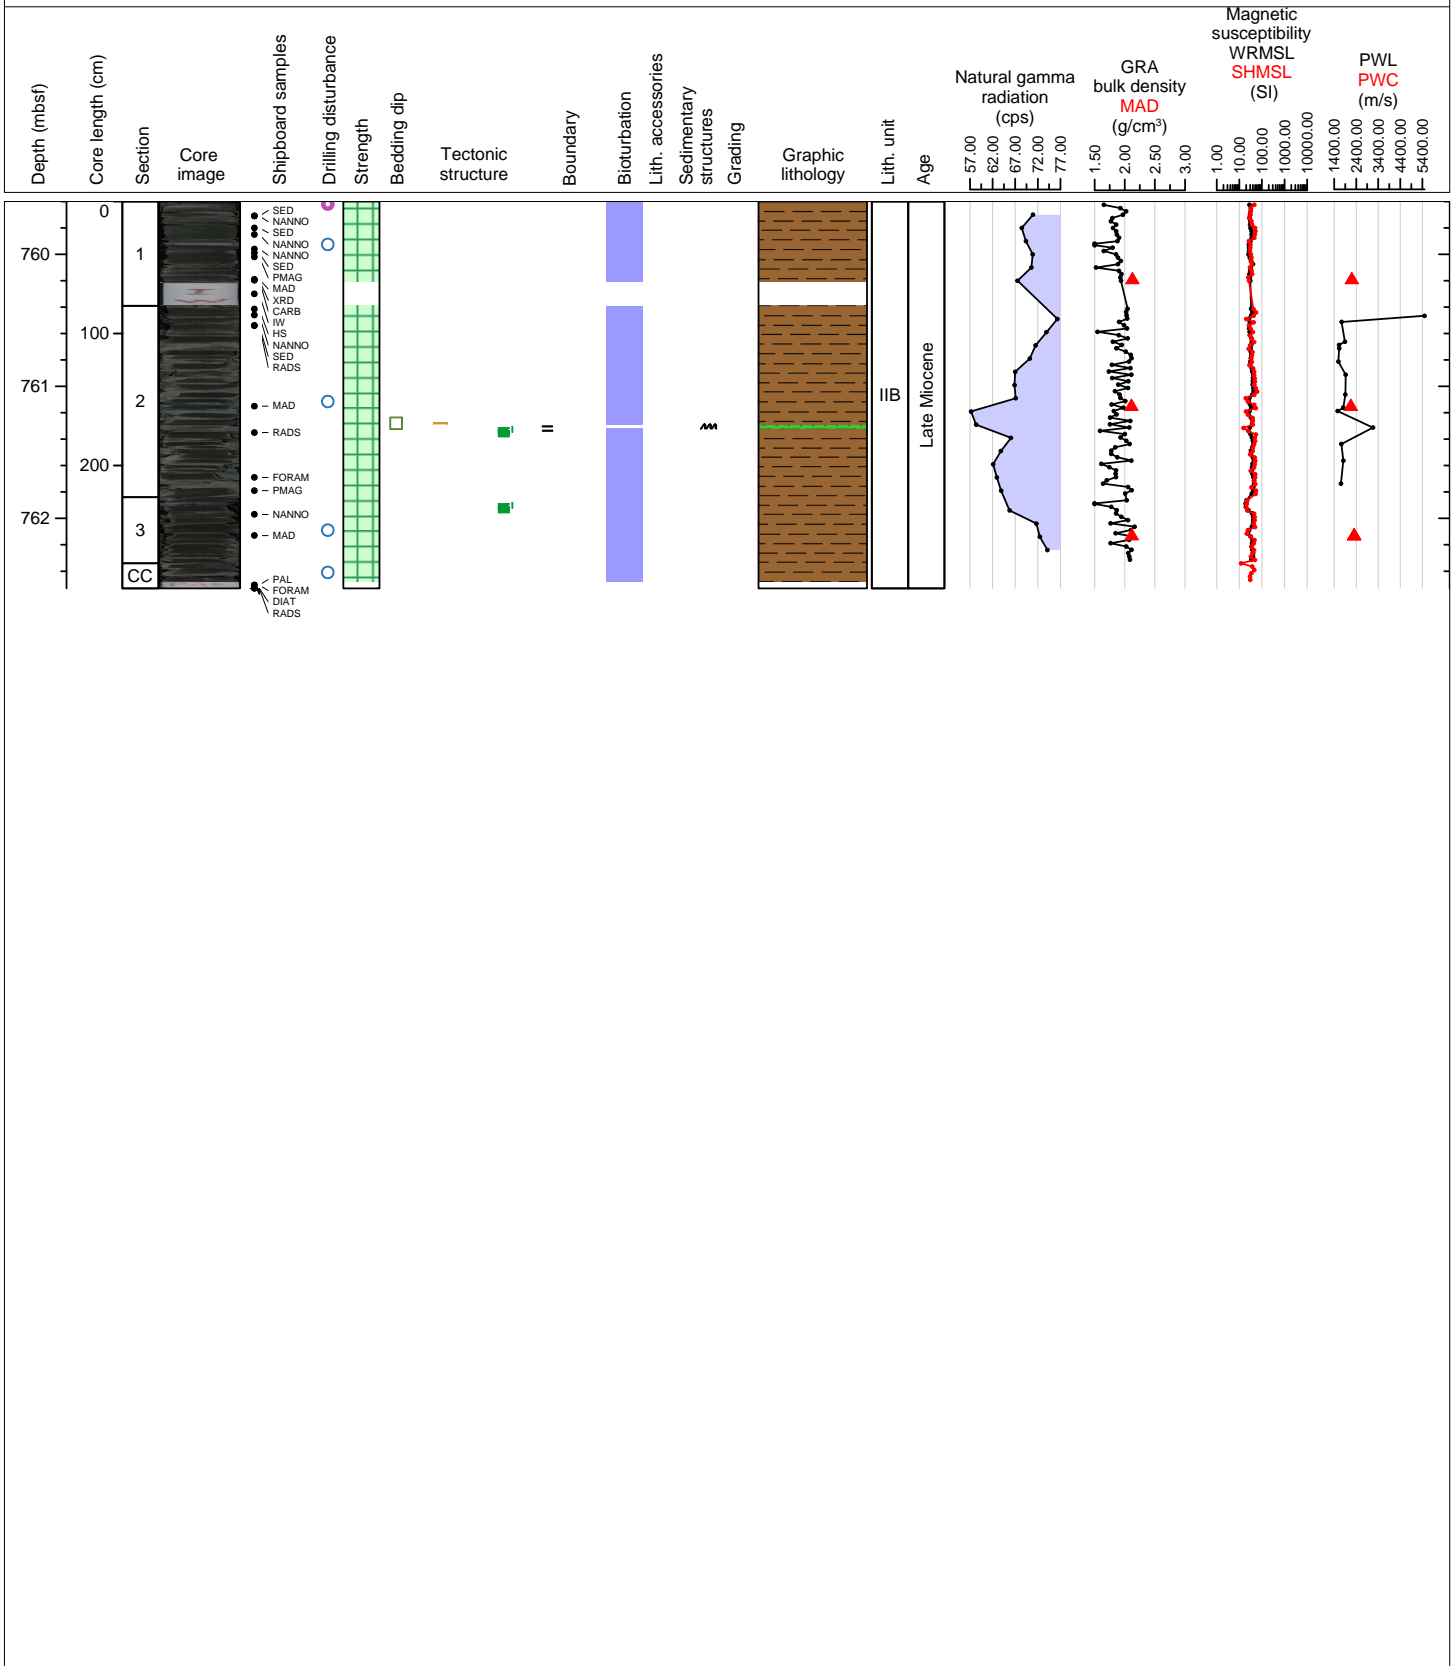 Depth (mbsf)
Core length (cm)
Section
Core
image
Shipboard samples
Drilling disturbance
Strength
Bedding dip
Tectonic
structure
Boundary
Bioturbation
Lith. accessories
Sedimentary
structures
Grading
Graphic
lithology
Lith. unit
Age
Natural gamma
radiation
(cps)
57.00
62.00
67.00
72.00
77.00
GRA
bulk density
MAD
(g/cm³)
1.50
2.00
2.50
3.00
Magnetic
susceptibility
WRMSL
SHMSL
(SI)
1.00
10.00
100.00
1000.00
10000.00
PWL
PWC
(m/s)
1400.00
2400.00
3400.00
4400.00
5400.00
760
761
762
0
100
200
1
2
3
CC
SED
NANNO
SED
NANNO
NANNO
SED
PMAG
MAD
XRD
CARB
IW
HS
NANNO
SED
RADS
MAD
RADS
FORAM
PMAG
NANNO
MAD
PAL
FORAM
DIAT
RADS
IIB
Late Miocene